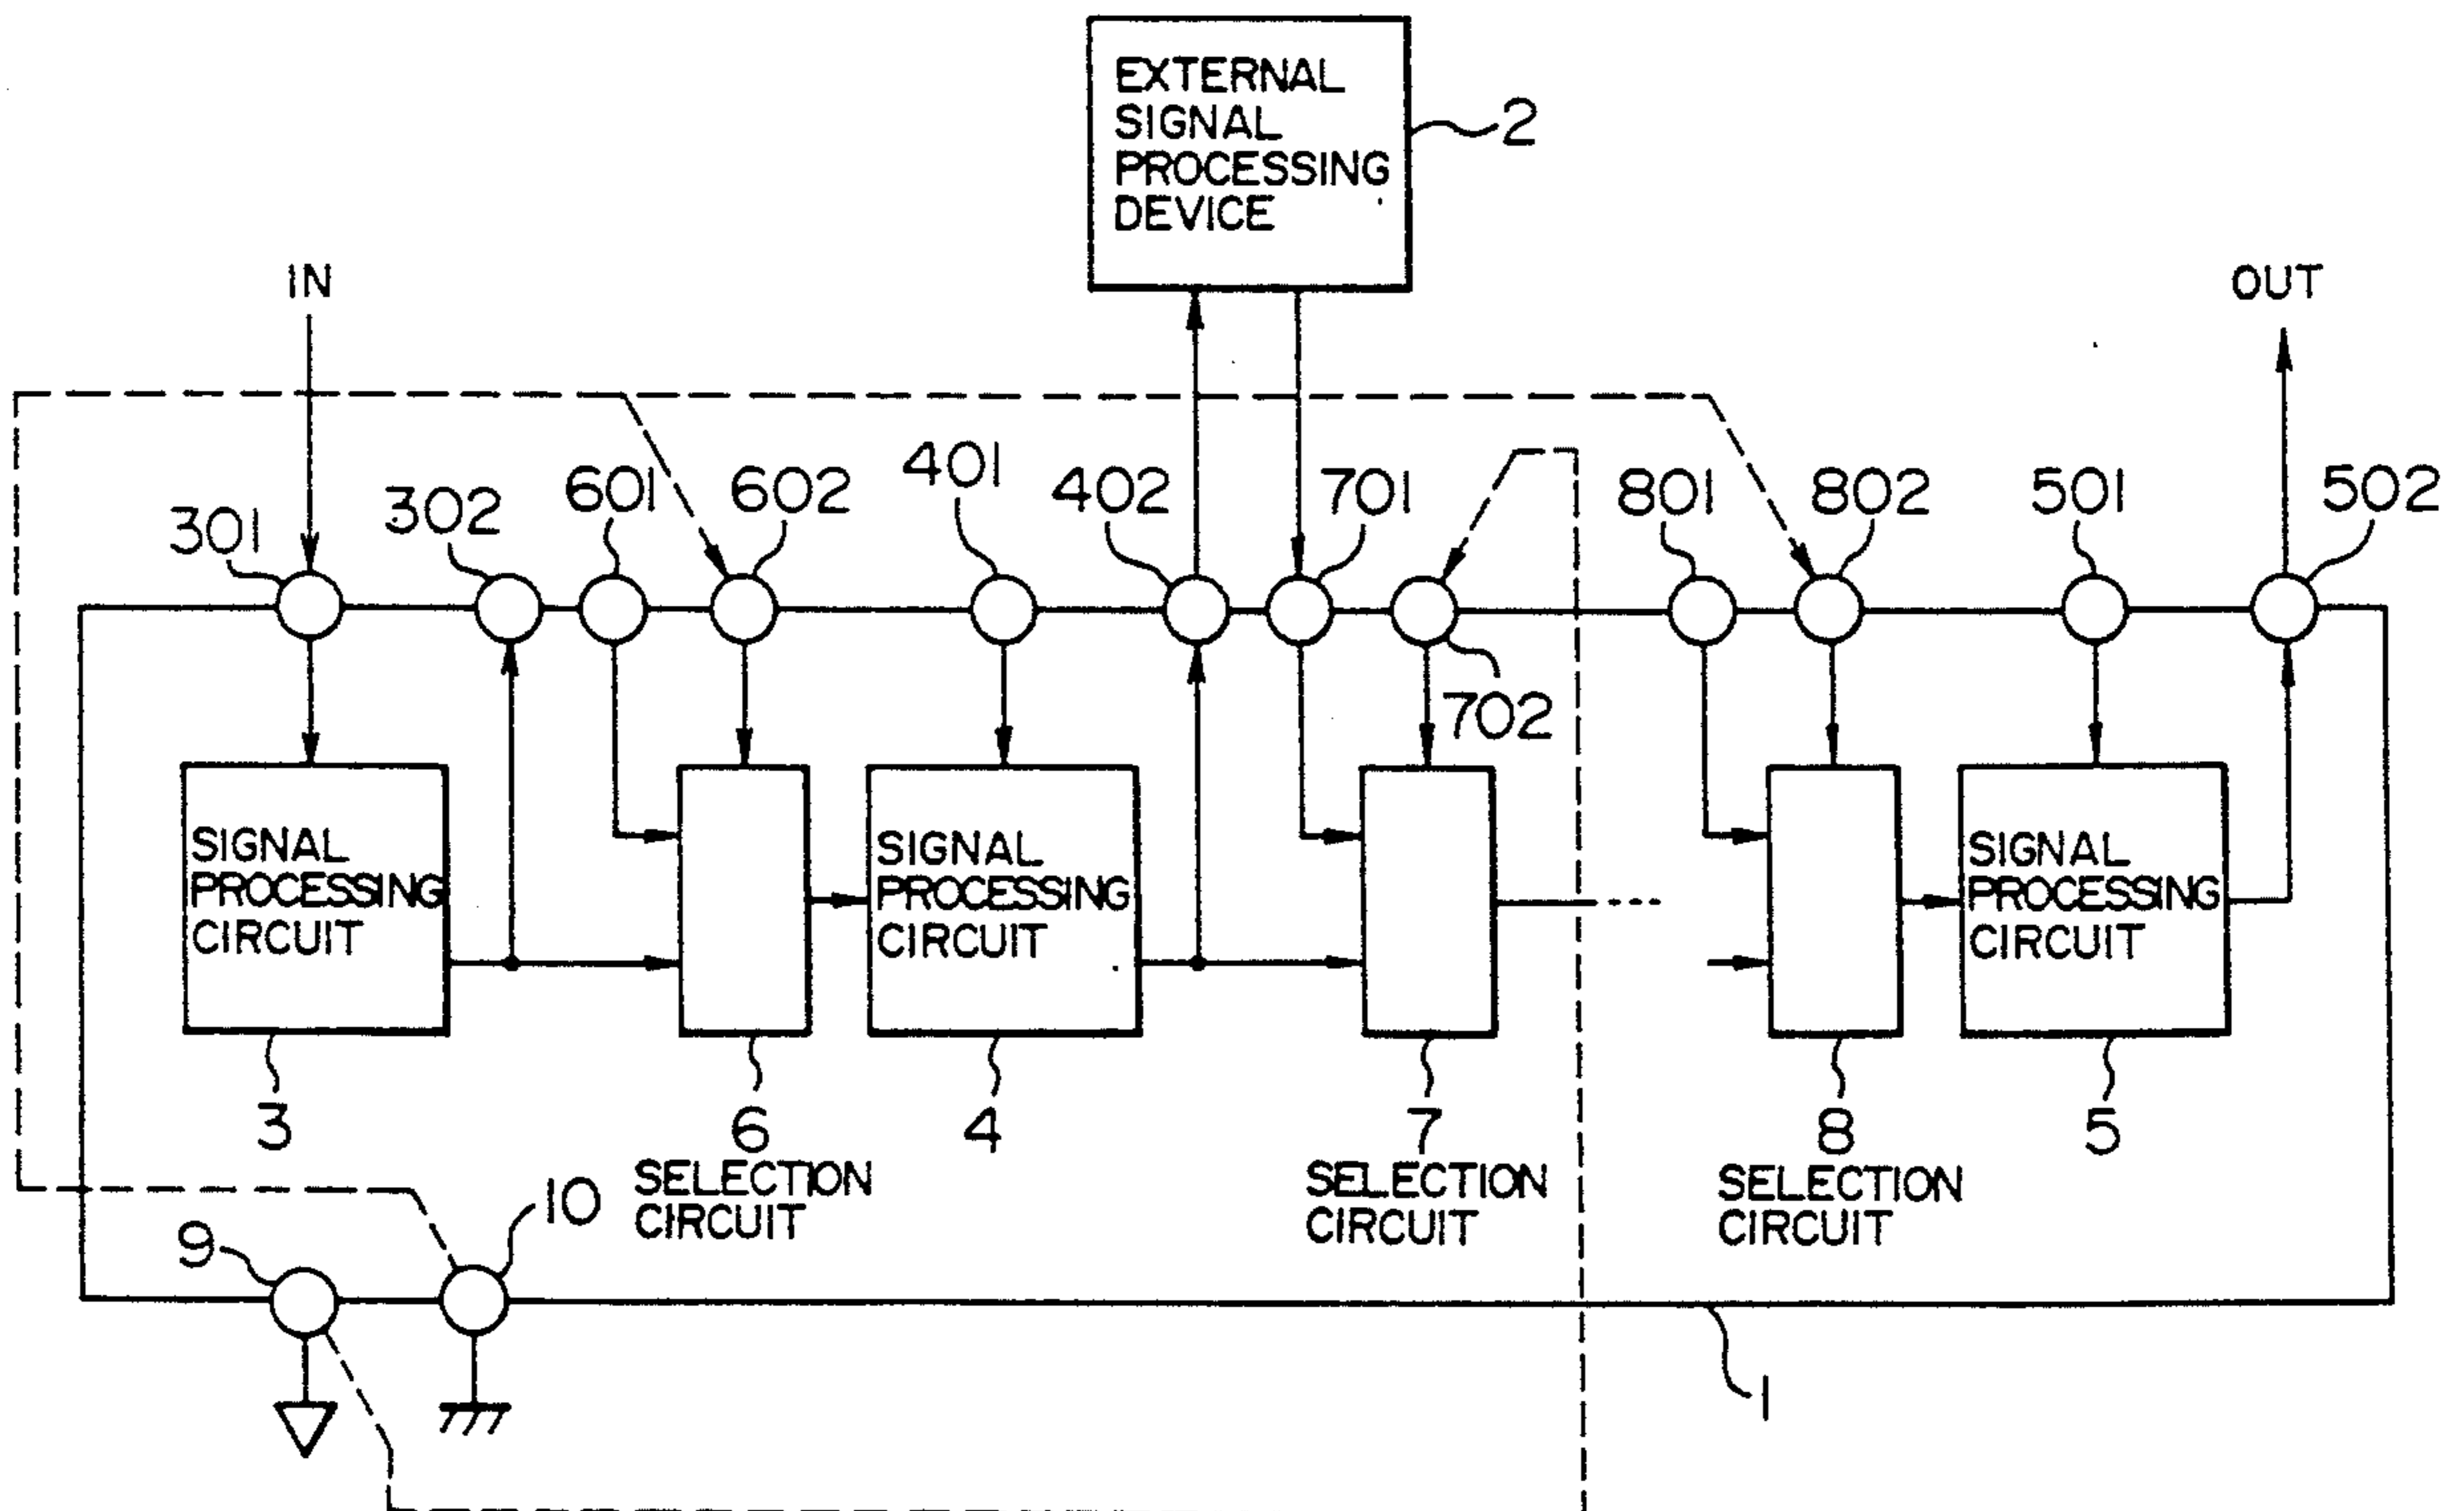 EXTERNAL
SIGNAL
PROCESSING
DEVICE
2
IN
OUT
301
302
601
602
401
402
701
702
801
802
501
502
SIGNAL
PROCESSING
CIRCUIT
SIGNAL
PROCESSING
CIRCUIT
SIGNAL
PROCESSING
CIRCUIT
3
6
SELECTION
CIRCUIT
4
7
SELECTION
CIRCUIT
8
SELECTION
CIRCUIT
5
9
10
1